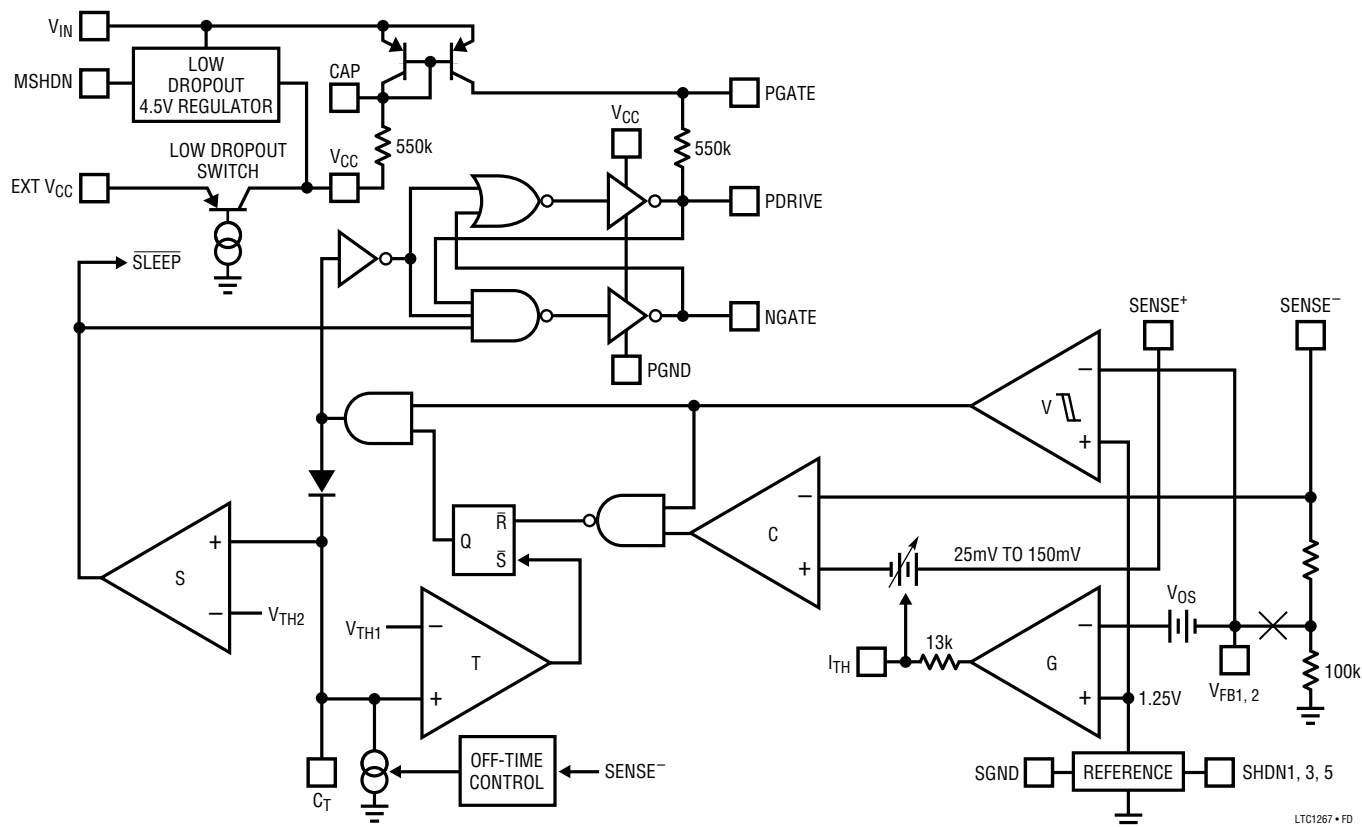 VIN
MSHDN
LOW
DROPOUT
4.5V REGULATOR
CAP
PGATE
VCC
550k
550k
LOW DROPOUT
SWITCH
VCC
EXT VCC
PDRIVE
SLEEP
NGATE
SENSE+
SENSE−
PGND
V
−
+
C
−
+
R
Q
S
25mV TO 150mV
S
+
−
VTH2
VTH1
−
T
+
VOS
13k
ITH
−
G
+
1.25V
VFB1, 2
100k
OFF-TIME
CONTROL
SENSE−
CT
SGND
REFERENCE
SHDN1, 3, 5
LTC1267 • FD